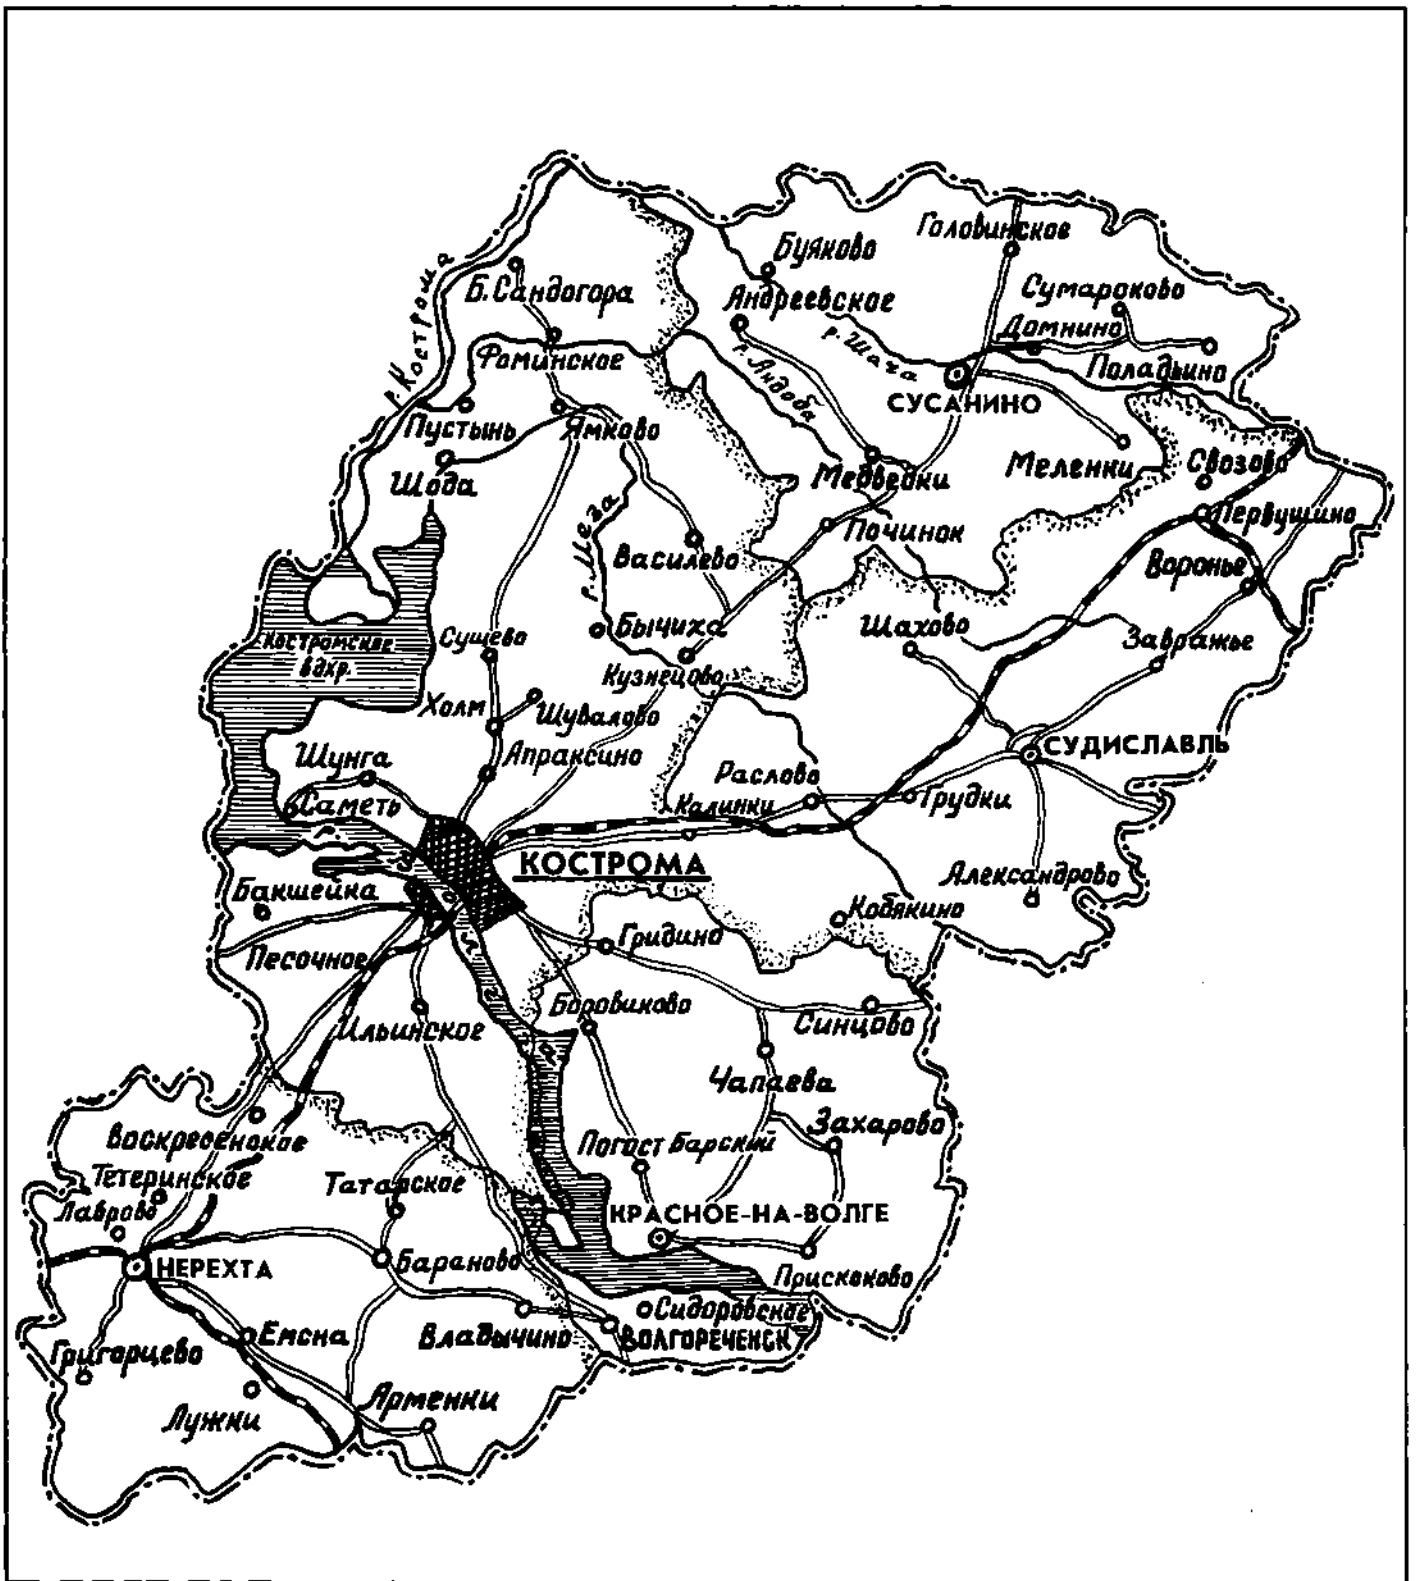 Головинское
Буяково
р. Кострома
Б. Сандогора
Андреевское
Сумароково
Домнино
р. Шача
Фоминское
р. Андоба
Поладьино
СУСАНИНО
Пустынь
Ямково
Шода
Медведки
Меленки
Свозово
Первушино
р. Меза
Починок
Василево
Воронье
Костромское
вдхр.
Сущево
Бычиха
Шахово
Завражье
Кузнецово
Холм
Шувалово
СУДИСЛАВЛЬ
Шунга
Апраксино
Раслово
Саметь
Калинки
Грудки
КОСТРОМА
Бакшейка
Александрово
Кобякино
Песочное
Гридино
Боровиково
Ильинское
Синцово
Чапаева
Захарово
Воскресенское
Погост Барский
Тетеринское
Татарское
Лаврово
КРАСНОЕ-НА-ВОЛГЕ
НЕРЕХТА
Бараново
Прискоково
Сидоровское
Владычино
ВОЛГОРЕЧЕНСК
Емсна
Григорцево
Лужки
Арменки